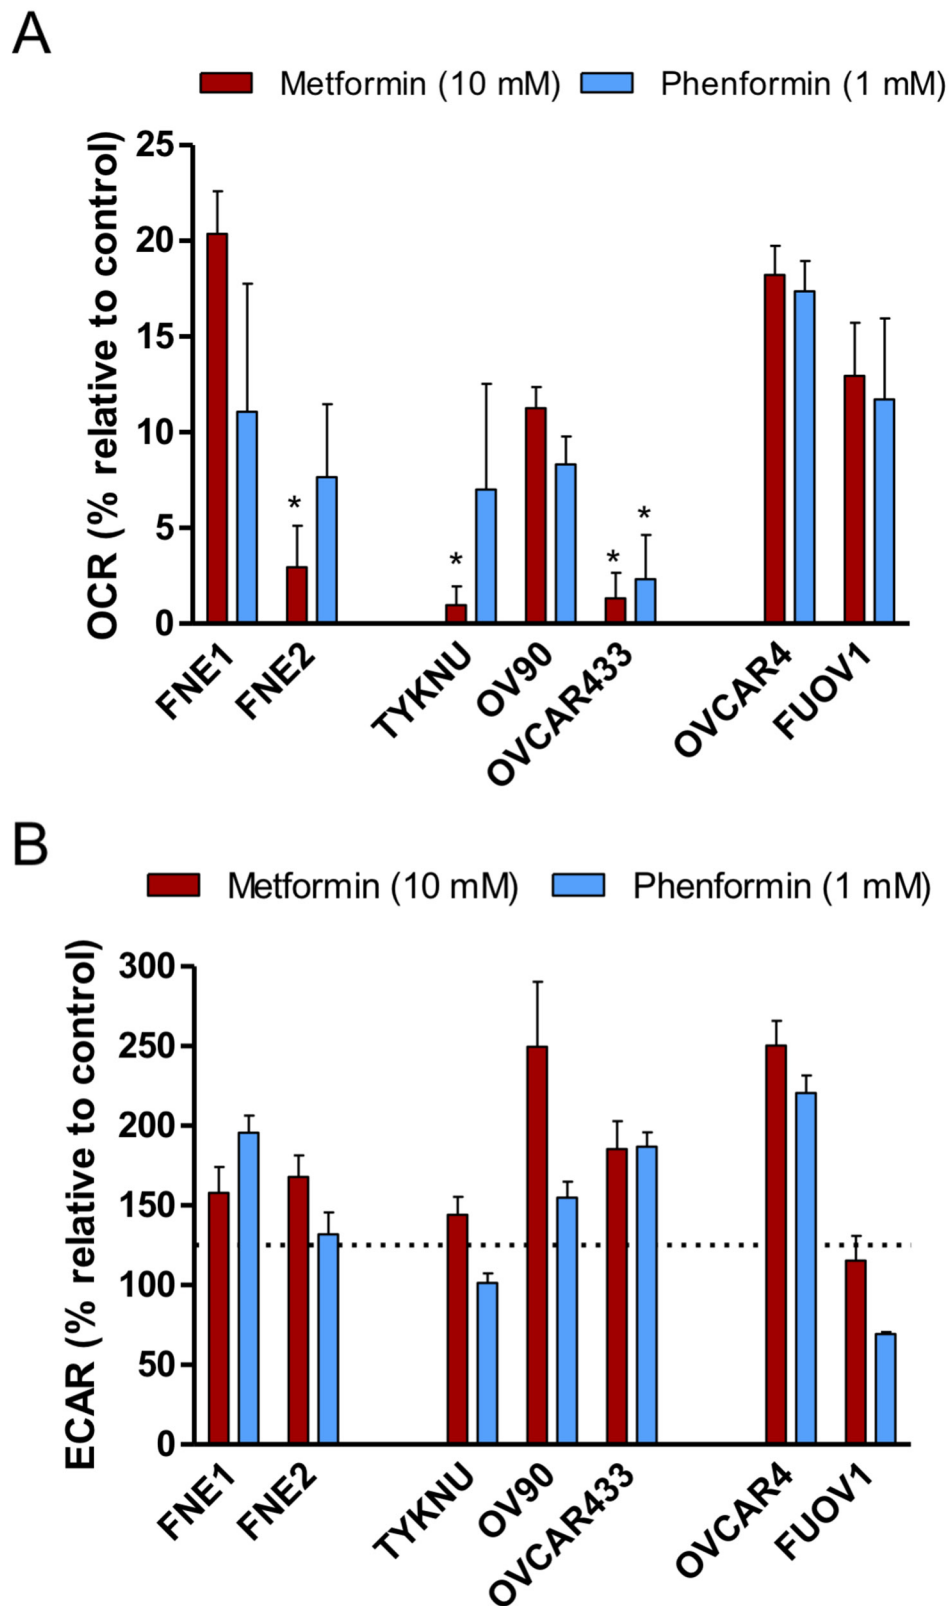 A
Metformin (10 mM) Phenformin (1 mM)
OCR (% relative to control)
25
20
15
10
5
0
* * * *
FNE1 FNE2 TYKNU OV90 OVCAR433 OVCAR4 FUOV1
B
Metformin (10 mM) Phenformin (1 mM)
ECAR (% relative to control)
300
250
200
150
100
50
0
FNE1 FNE2 TYKNU OV90 OVCAR433 OVCAR4 FUOV1